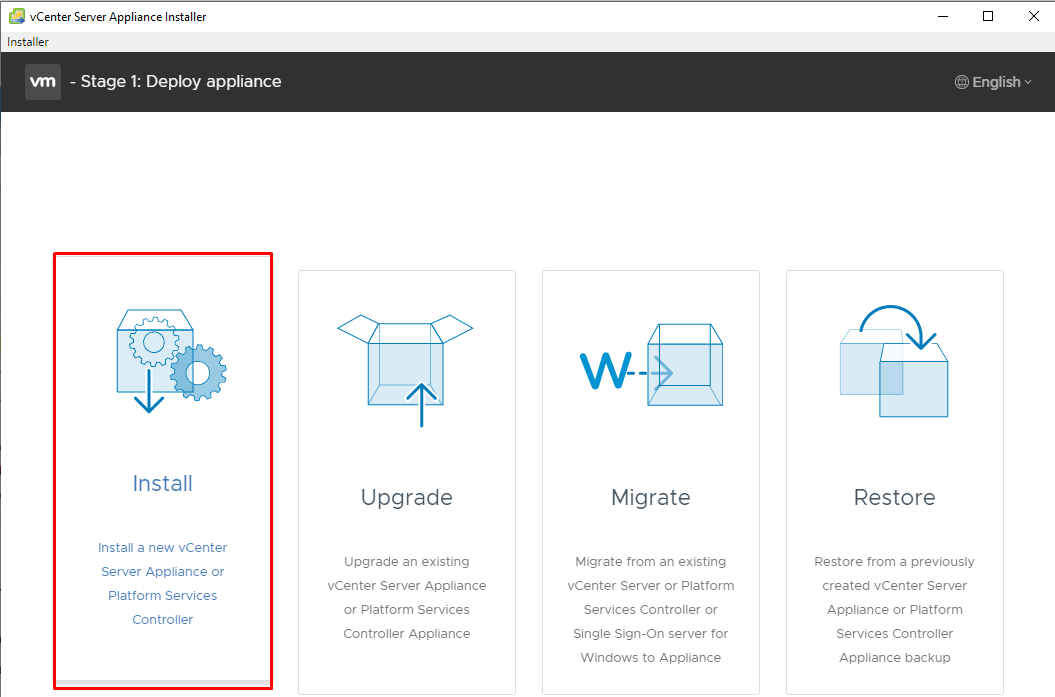 vCenter Server Appliance Installer
Installer
vm - Stage 1: Deploy appliance
English
Install
Install a new vCenter
Server Appliance or
Platform Services
Controller
Upgrade
Upgrade an existing
vCenter Server Appliance
or Platform Services
Controller Appliance
W
Migrate
Migrate from an existing
vCenter Server or Platform
Services Controller or
Single Sign-On server for
Windows to Appliance
Restore
Restore from a previously
created vCenter Server
Appliance or Platform
Services Controller
Appliance backup